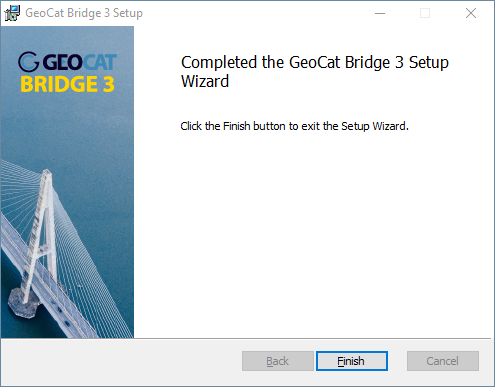 GeoCat Bridge 3 Setup
GEOCAT
BRIDGE 3
Completed the GeoCat Bridge 3 Setup
Wizard
Click the Finish button to exit the Setup Wizard.
Back
Finish
Cancel